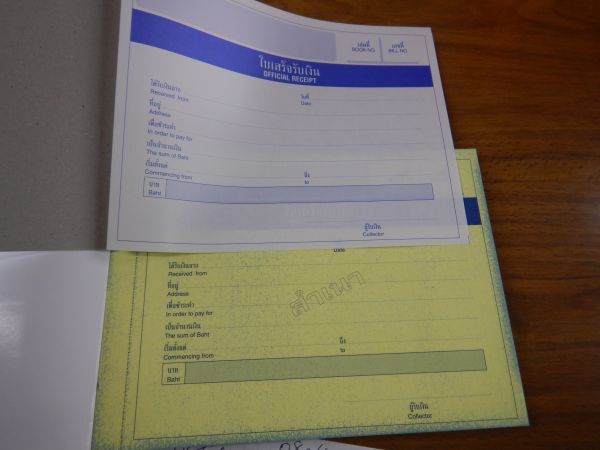 เล่มที่ เลขที่
BOOK NO. BILL NO.
ใบเสร็จรับเงิน
OFFICIAL RECEIPT
ได้รับเงินจาก วันที่
Received from Date
ที่อยู่
Address
เพื่อชำระค่า
In order to pay for
เป็นจำนวนเงิน
The sum of Baht
เริ่มตั้งแต่ ถึง
Commencing from to
บาท
Baht
ผู้รับเงิน
Collector
Date
ได้รับเงินจาก
Received from
ที่อยู่
Address
สำเนา
เพื่อชำระค่า
In order to pay for
เป็นจำนวนเงิน
The sum of Baht
เริ่มตั้งแต่ ถึง
Commencing from to
บาท
Baht
ผู้รับเงิน
Collector